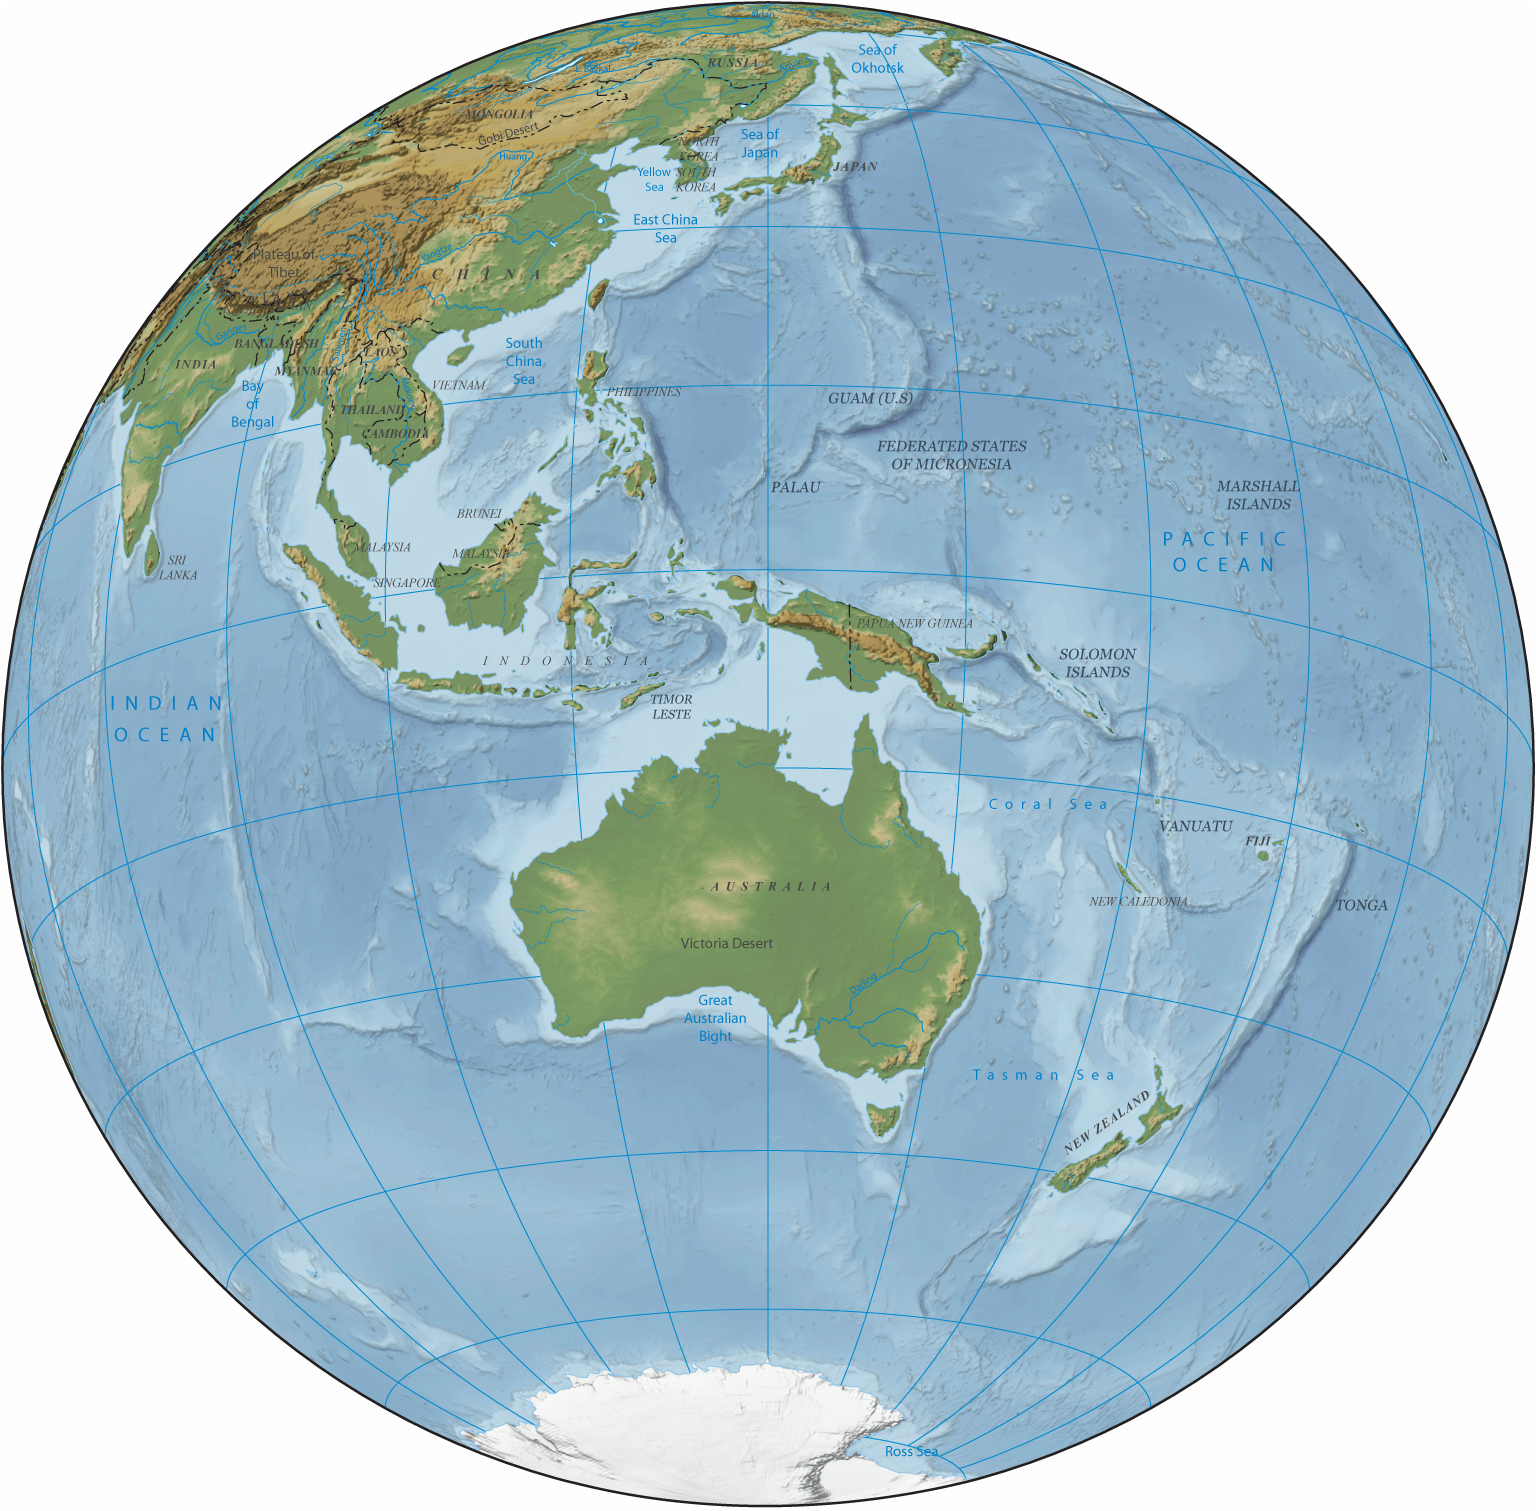 Sea of
Okhotsk
RUSSIA
Amur
L. Baykal
MONGOLIA
Gobi Desert
Huang
NORTH
KOREA
SOUTH
KOREA
Sea of
Japan
JAPAN
Yellow
Sea
East China
Sea
Plateau of
Tibet
Yangtze
CHINA
Ganges
BANGLADESH
INDIA
MYANMAR
LAOS
South
China
Sea
Bay
of
Bengal
VIETNAM
THAILAND
CAMBODIA
PHILIPPINES
GUAM (U.S)
FEDERATED STATES
OF MICRONESIA
PALAU
MARSHALL
ISLANDS
PACIFIC
OCEAN
BRUNEI
MALAYSIA
MALAYSIA
SINGAPORE
SRI
LANKA
PAPUA NEW GUINEA
INDONESIA
SOLOMON
ISLANDS
TIMOR
LESTE
INDIAN
OCEAN
Coral Sea
VANUATU
FIJI
AUSTRALIA
NEW CALEDONIA
TONGA
Victoria Desert
Darling
Great
Australian
Bight
Tasman Sea
NEW ZEALAND
Ross Sea